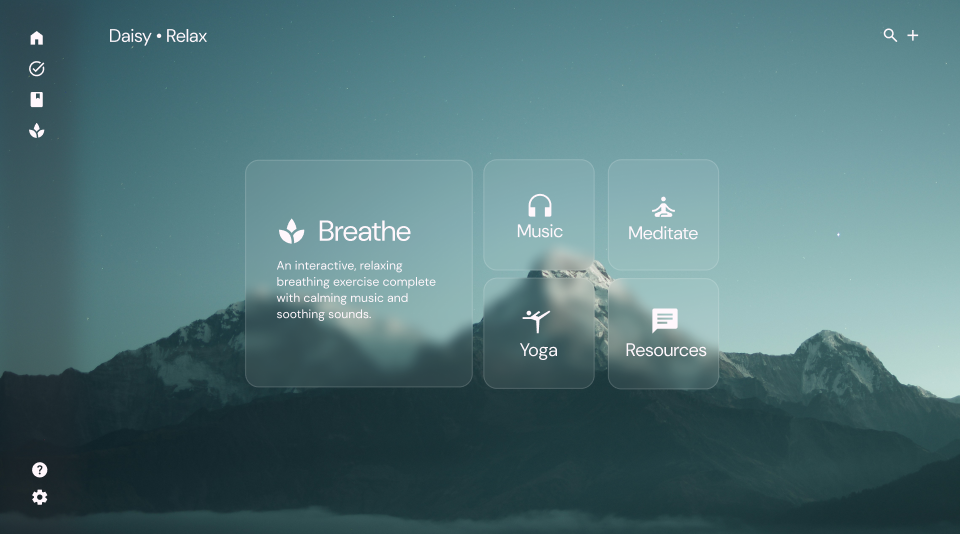 Daisy • Relax
Breathe
An interactive, relaxing
breathing exercise complete
with calming music and
soothing sounds.
Music
Meditate
Yoga
Resources